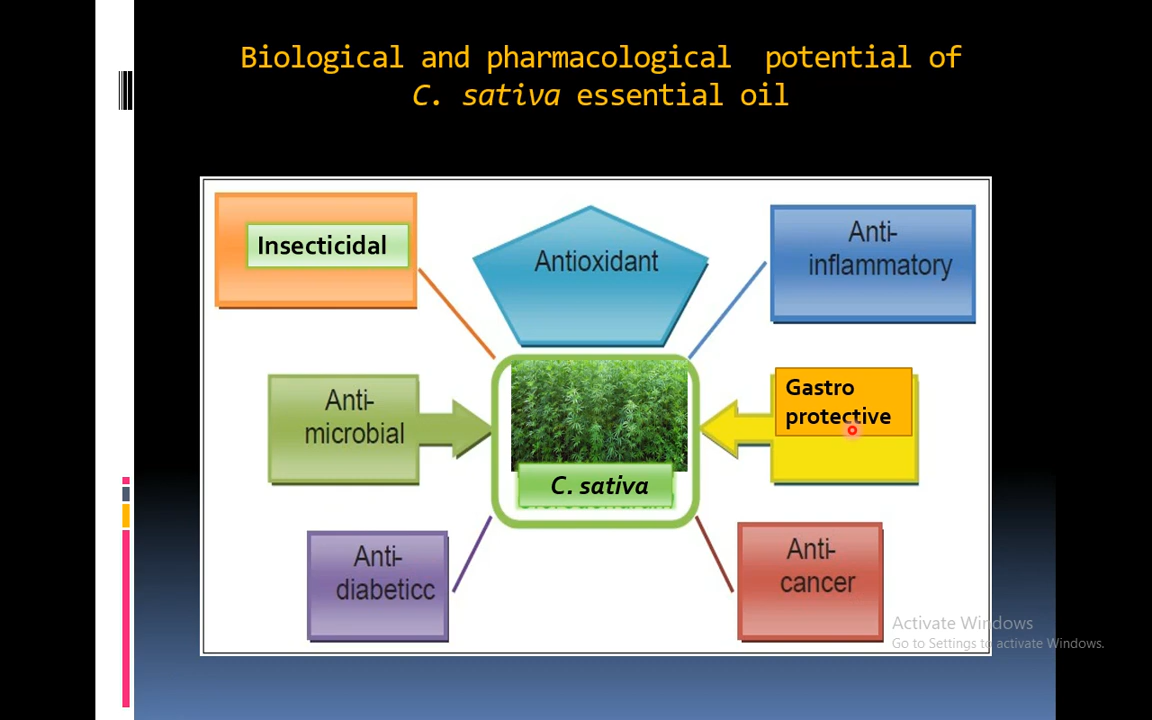 Biological and pharmacological potential of
C. sativa essential oil
Insecticidal
Antioxidant
Anti-
inflammatory
Anti-
microbial
Gastro
protective
C. sativa
Anti-
diabeticc
Anti-
cancer
Activate Windows
Go to Settings to activate Windows.